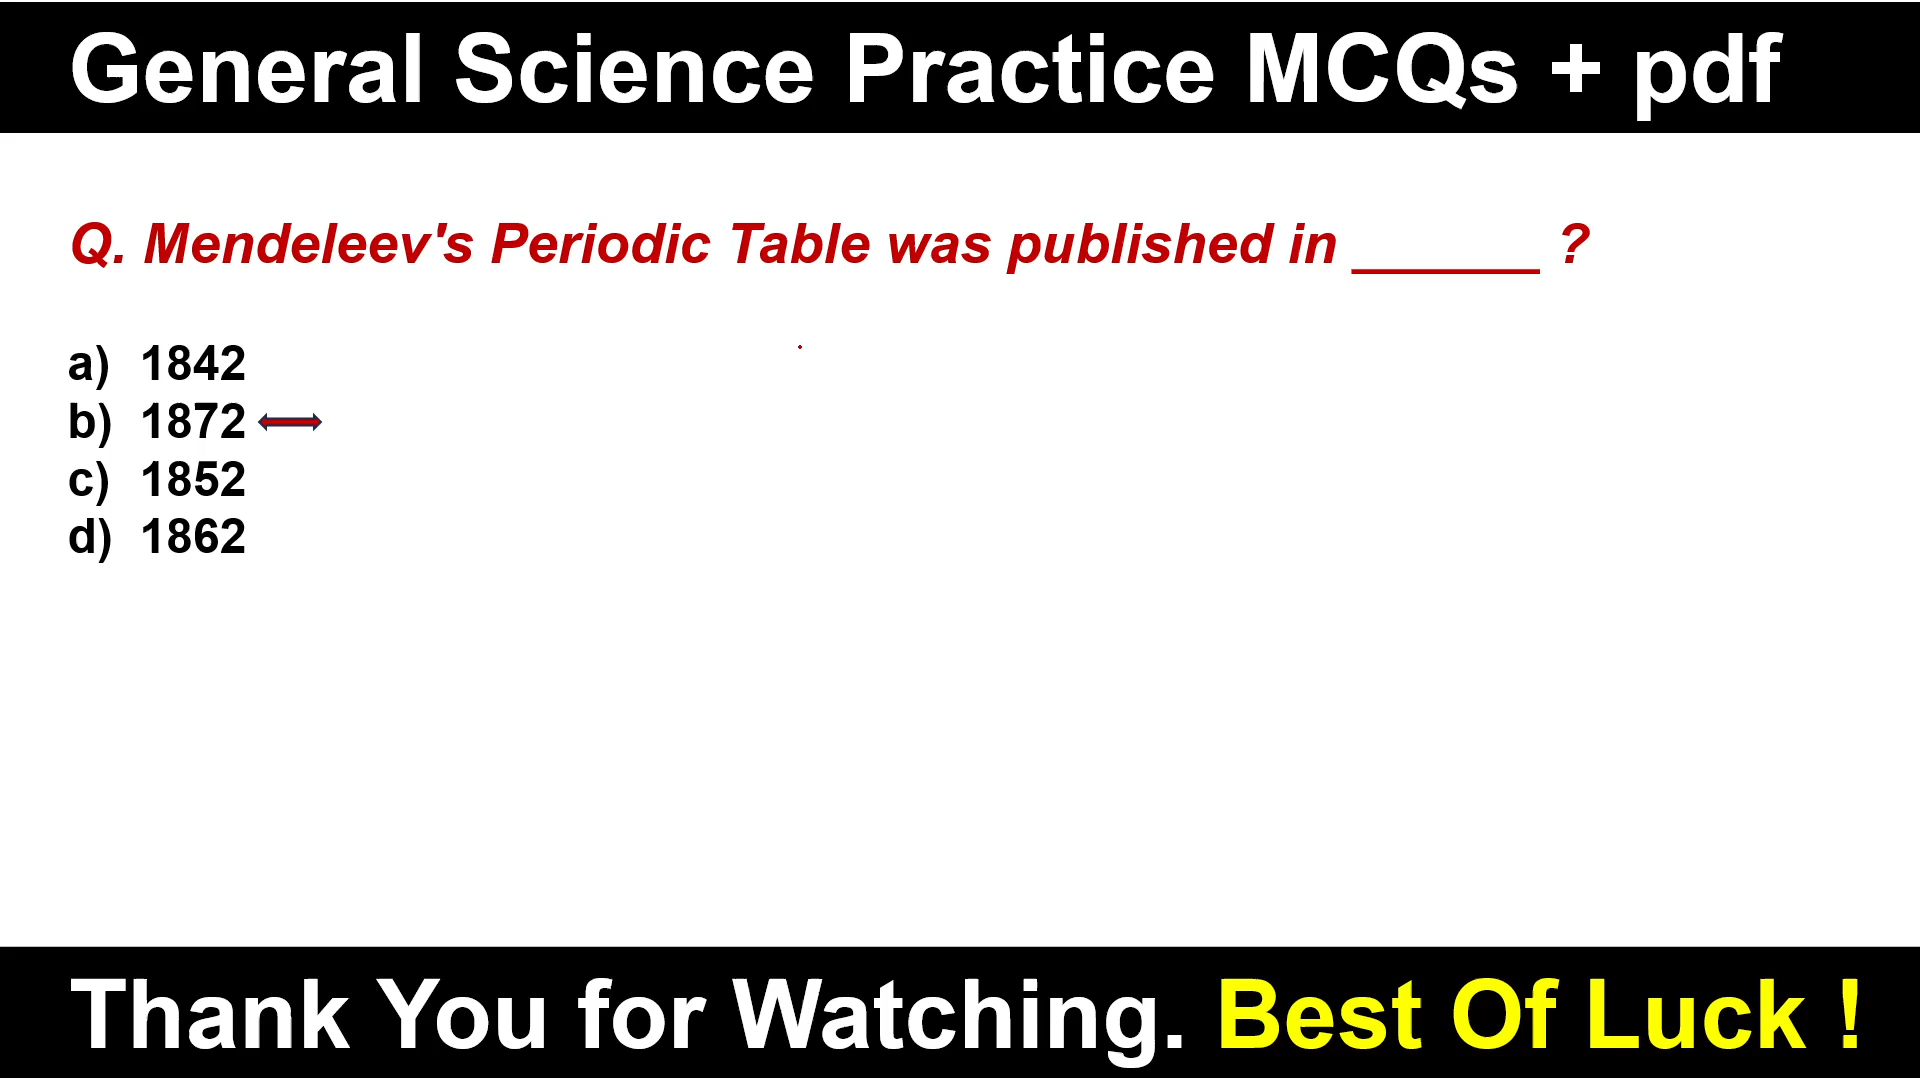 General Science Practice MCQs + pdf
Q. Mendeleev's Periodic Table was published in ______ ?
a) 1842
b) 1872
c) 1852
d) 1862
Thank You for Watching. Best Of Luck !